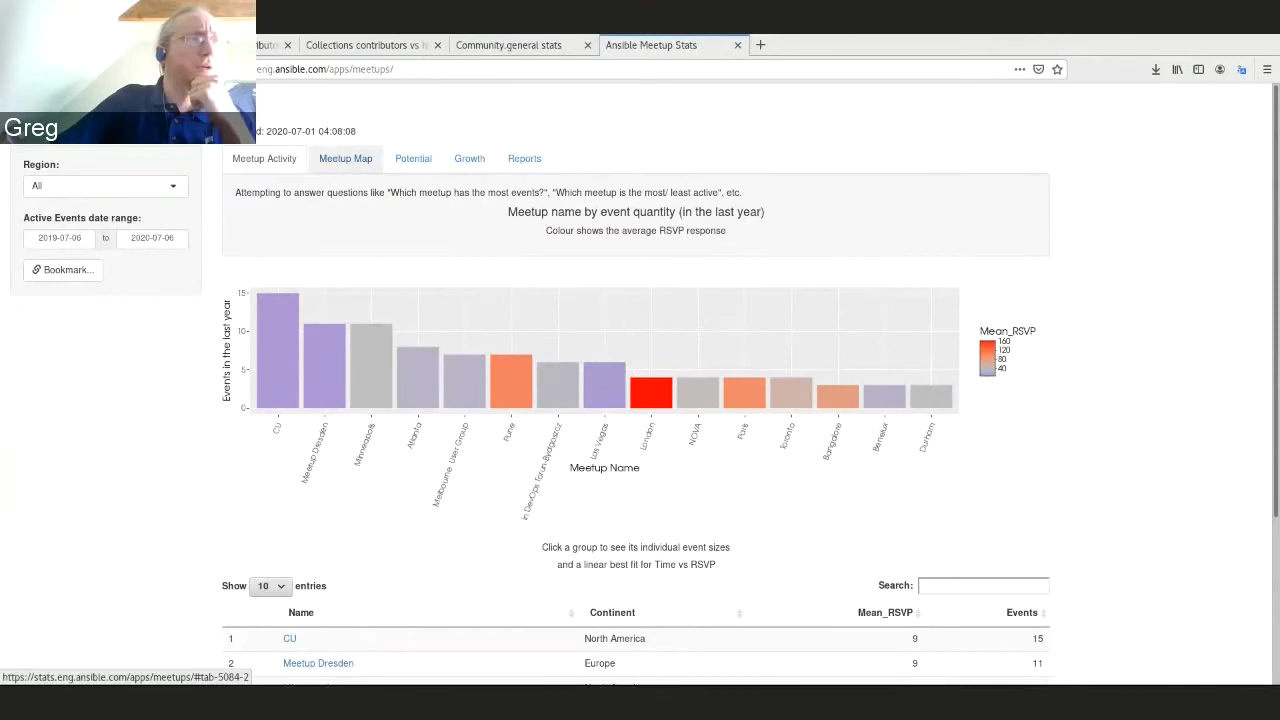 Collections contributors vs h
Community.general stats
Ansible Meetup Stats
eng.ansible.com/apps/meetups/
Greg
d: 2020-07-01 04:08:08
Region:
All
Active Events date range:
2019-07-06 to 2020-07-06
Bookmark...
Meetup Activity
Meetup Map
Potential
Growth
Reports
Attempting to answer questions like "Which meetup has the most events?", "Which meetup is the most/ least active", etc.
Meetup name by event quantity (in the last year)
Colour shows the average RSVP response
Events in the last year
15
10
5
0
CU
Meetup Dresden
Minneapolis
Atlanta
Melbourne User Group
Pune
In DevOps Torun-Bydgoszcz
Las Vegas
London
NOVA
Paris
Toronto
Bangalore
Benelux
Durham
Meetup Name
Mean_RSVP
160
120
80
40
Click a group to see its individual event sizes
and a linear best fit for Time vs RSVP
Show 10 entries
Search:
Name Continent Mean_RSVP Events
1 CU North America 9 15
2 Meetup Dresden Europe 9 11
https://stats.eng.ansible.com/apps/meetups/#tab-5084-2